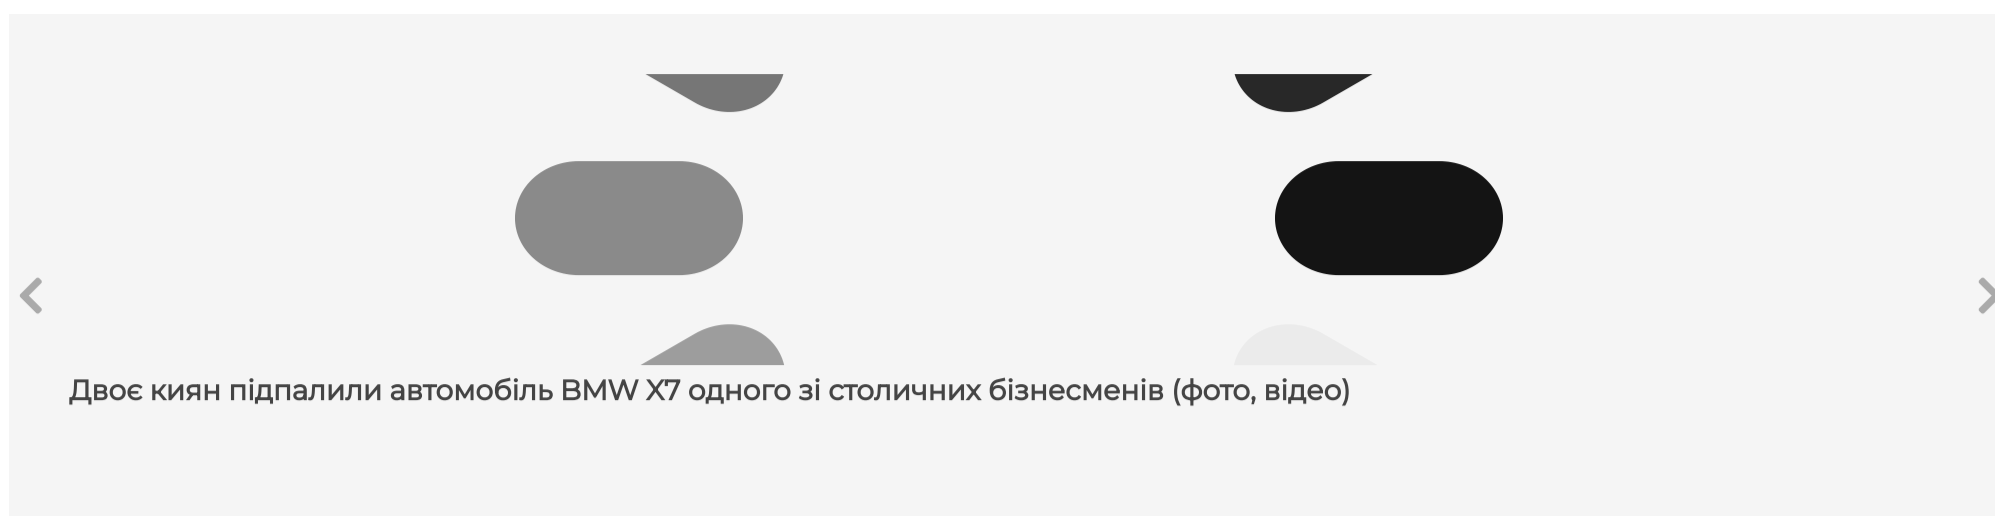 Двоє киян підпалили автомобіль BMW X7 одного зі столичних бізнесменів (фото, відео)